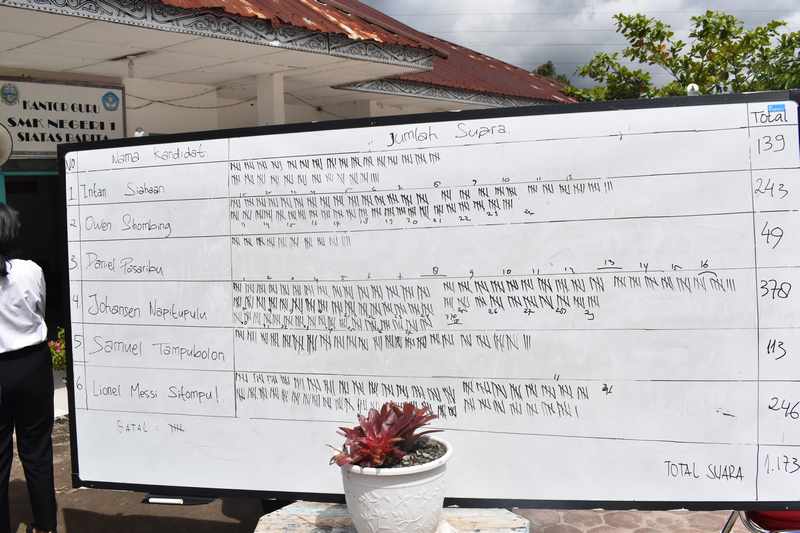 KANTOR GURU
SMK NEGERI 1
SIATAS BARITA
No Nama Kandidat Jumlah Suara Total
1 Intan Siahaan 139
2 Owen Sihombing 243
3 Daniel Pasaribu 49
4 Johansen Napitupulu 378
5 Samuel Tampubolon 113
6 Lionel Messi Sitompul 246
BATAL :
TOTAL SUARA 1.173